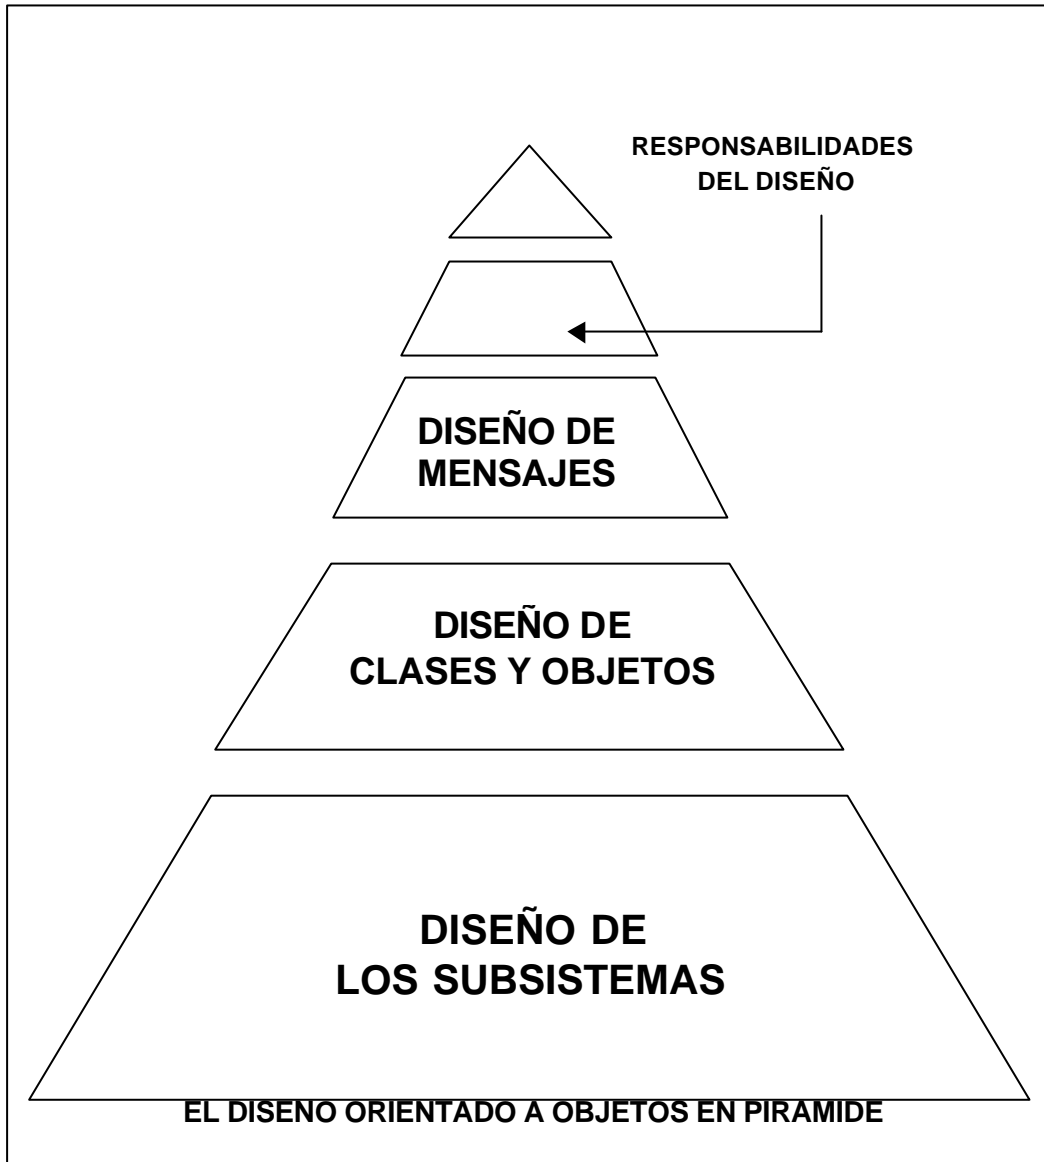 RESPONSABILIDADES
DEL DISEÑO
DISEÑO DE
MENSAJES
DISEÑO DE
CLASES Y OBJETOS
DISEÑO DE
LOS SUBSISTEMAS
EL DISENO ORIENTADO A OBJETOS EN PIRAMIDE